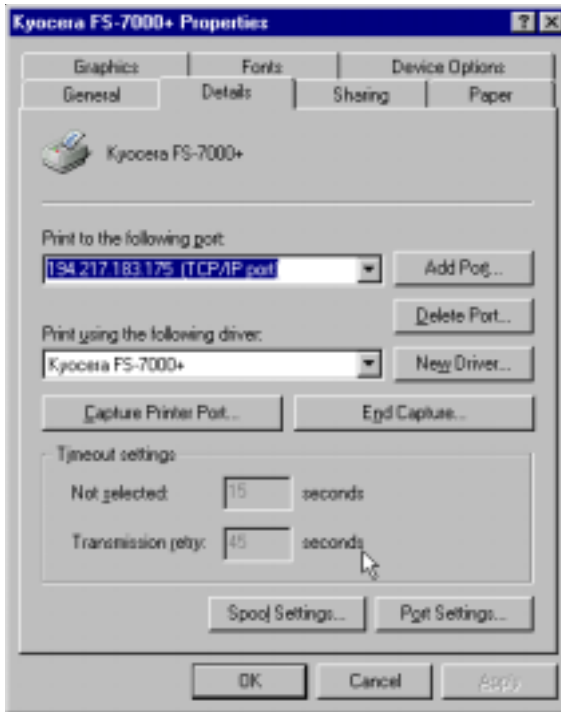 Kyocera FS-7000+ Properties
Graphics Fonts Device Options
General Details Sharing Paper
Kyocera FS-7000+
Print to the following port:
194.217.183.175 (TCP/IP port)
Add Port...
Delete Port...
Print using the following driver:
Kyocera FS-7000+
New Driver...
Capture Printer Port... End Capture...
Timeout settings
Not selected: 15 seconds
Transmission retry: 45 seconds
Spool Settings... Port Settings...
OK Cancel Apply